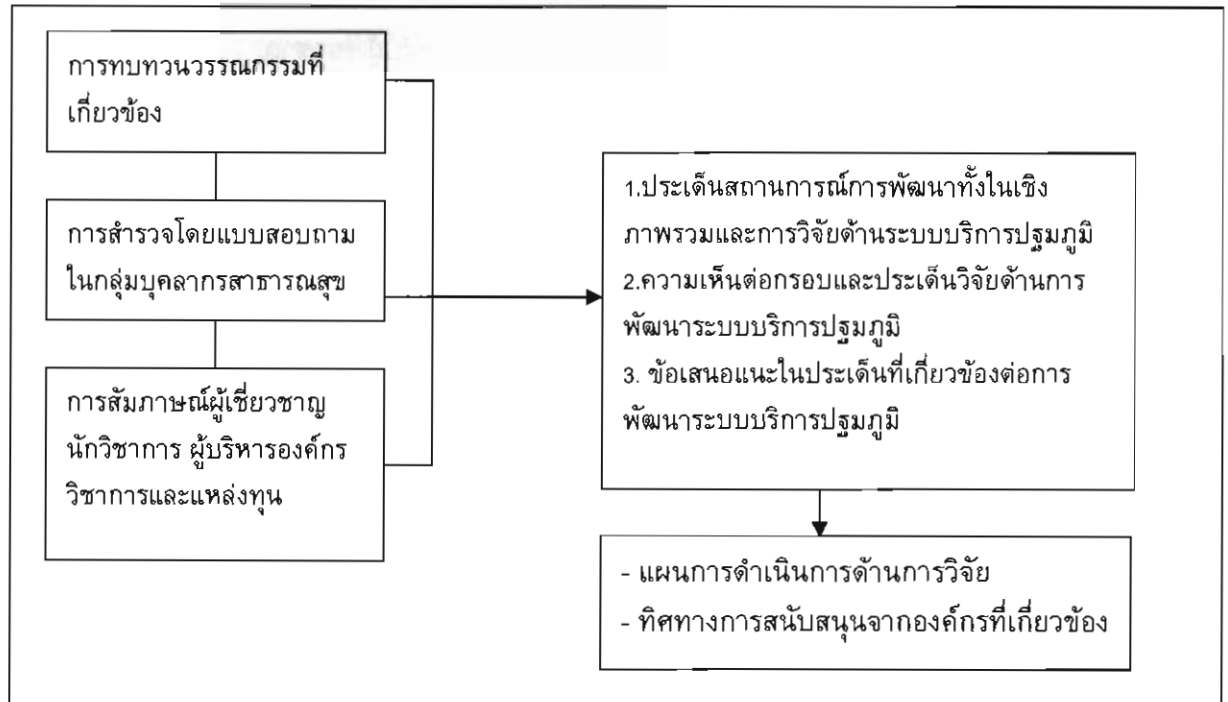 การทบทวนวรรณกรรมที่
เกี่ยวข้อง
การสำรวจโดยแบบสอบถาม
ในกลุ่มบุคลากรสาธารณสุข
การสัมภาษณ์ผู้เชี่ยวชาญ
นักวิชาการ ผู้บริหารองค์กร
วิชาการและแหล่งทุน
1.ประเด็นสถานการณ์การพัฒนาทั้งในเชิง
ภาพรวมและการวิจัยด้านระบบบริการปฐมภูมิ
2.ความเห็นต่อกรอบและประเด็นวิจัยด้านการ
พัฒนาระบบบริการปฐมภูมิ
3. ข้อเสนอแนะในประเด็นที่เกี่ยวข้องต่อการ
พัฒนาระบบบริการปฐมภูมิ
- แผนการดำเนินการด้านการวิจัย
- ทิศทางการสนับสนุนจากองค์กรที่เกี่ยวข้อง